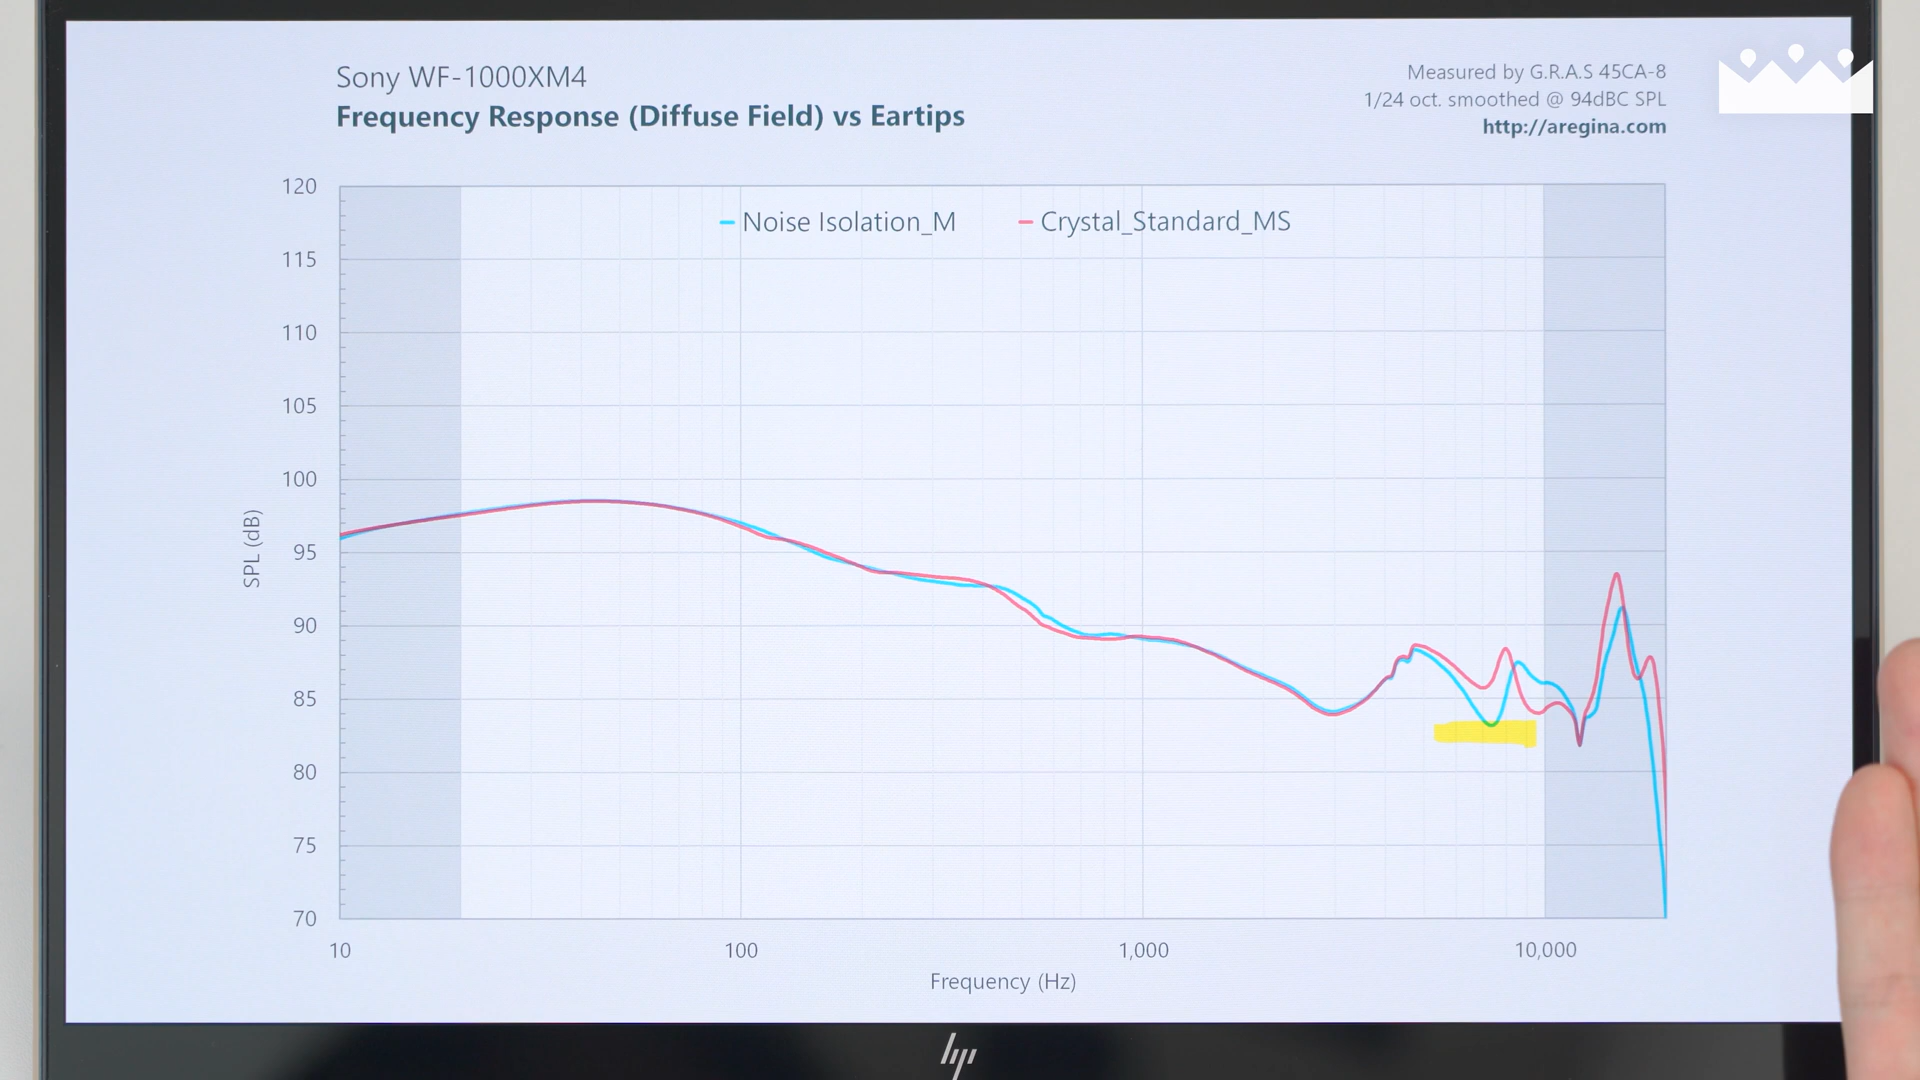 Sony WF-1000XM4
Frequency Response (Diffuse Field) vs Eartips
Measured by G.R.A.S 45CA-8
1/24 oct. smoothed @ 94dBC SPL
http://aregina.com
Noise Isolation_M
Crystal_Standard_MS
120
115
110
105
100
95
90
85
80
75
70
SPL (dB)
10
100
1,000
10,000
Frequency (Hz)
hp